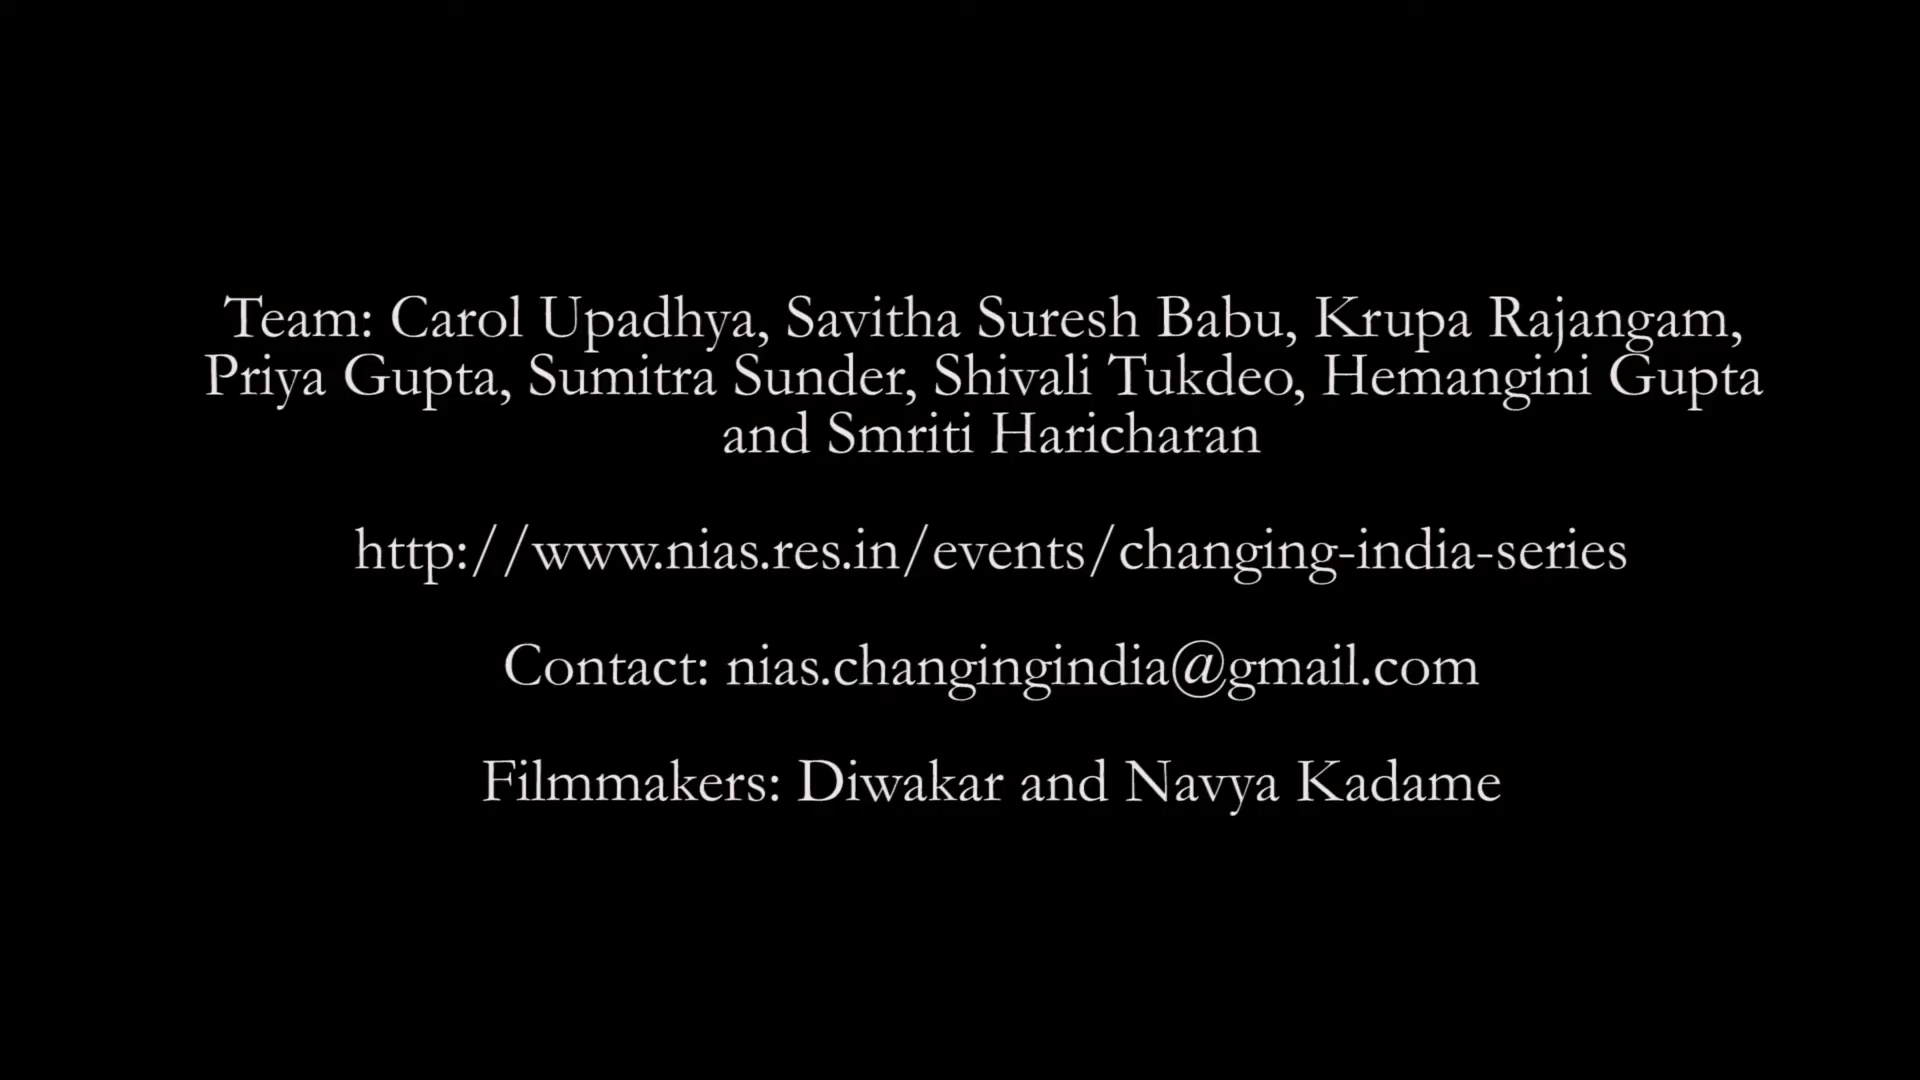 Team: Carol Upadhya, Savitha Suresh Babu, Krupa Rajangam,
Priya Gupta, Sumitra Sunder, Shivali Tukdeo, Hemangini Gupta
and Smriti Haricharan
http://www.nias.res.in/events/changing-india-series
Contact: nias.changingindia@gmail.com
Filmmakers: Diwakar and Navya Kadame